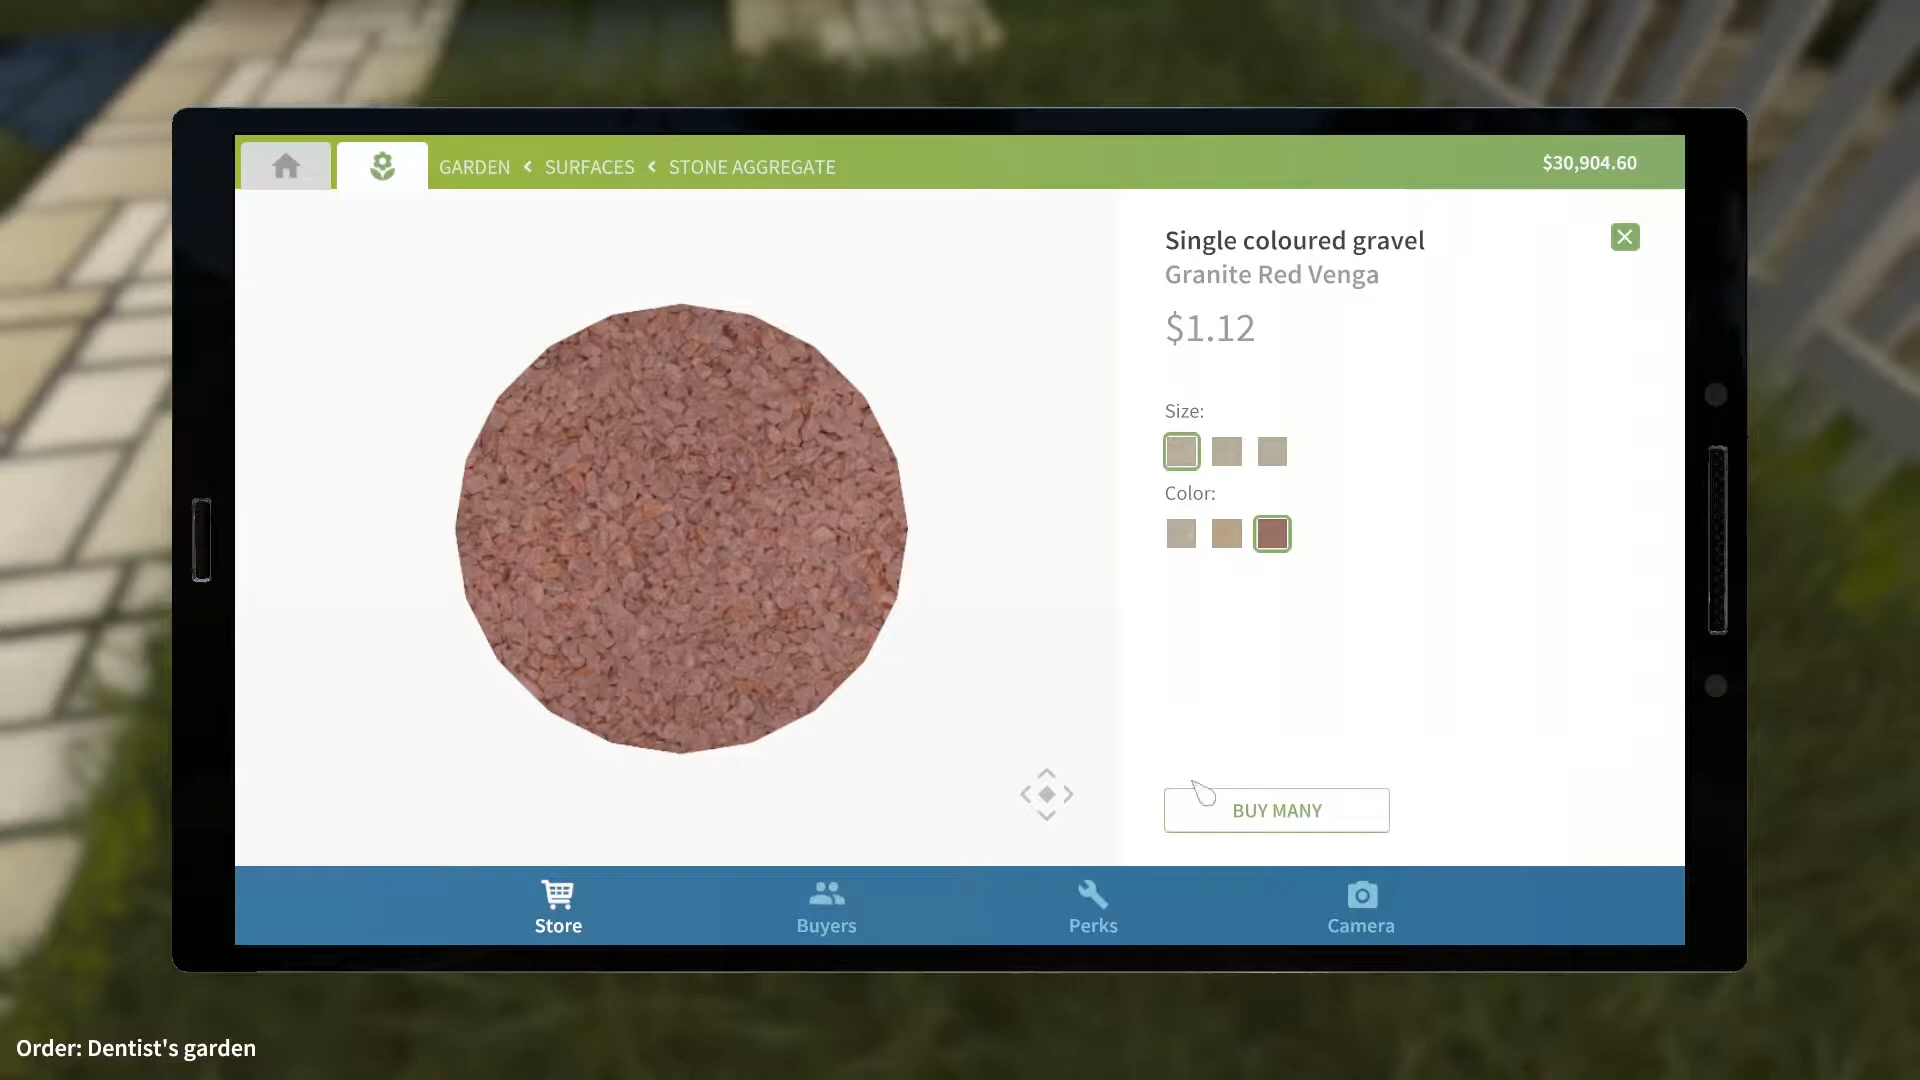 GARDEN < SURFACES < STONE AGGREGATE
$30,904.60
Single coloured gravel
Granite Red Venga
$1.12
Size:
Color:
BUY MANY
Store
Buyers
Perks
Camera
Order: Dentist's garden